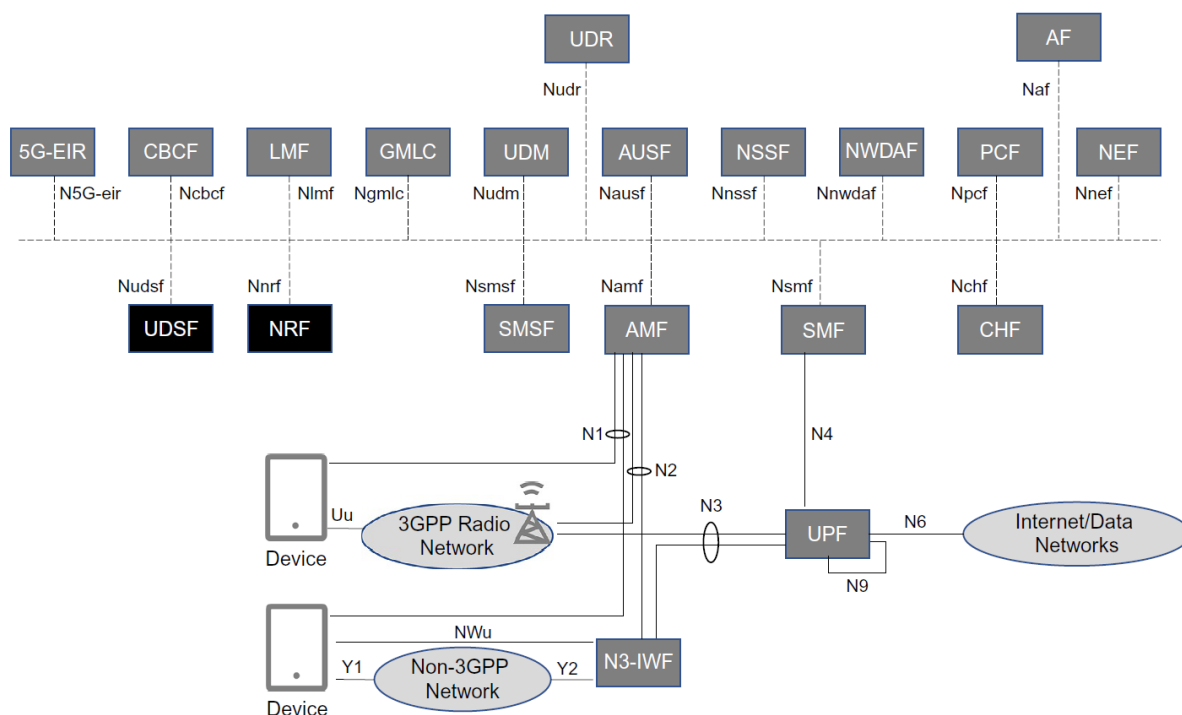 UDR
AF
Nudr
Naf
5G-EIR
CBCF
LMF
GMLC
UDM
AUSF
NSSF
NWDAF
PCF
NEF
N5G-eir
Ncbcf
Nlmf
Ngmlc
Nudm
Nausf
Nnssf
Nnwdaf
Npcf
Nnef
Nudsf
Nnrf
Nsmsf
Namf
Nsmf
Nchf
UDSF
NRF
SMSF
AMF
SMF
CHF
N1
N4
N2
Uu
3GPP Radio
Network
Device
N3
UPF
N6
Internet/Data
Networks
N9
NWu
Y1
Non-3GPP
Network
Y2
N3-IWF
Device